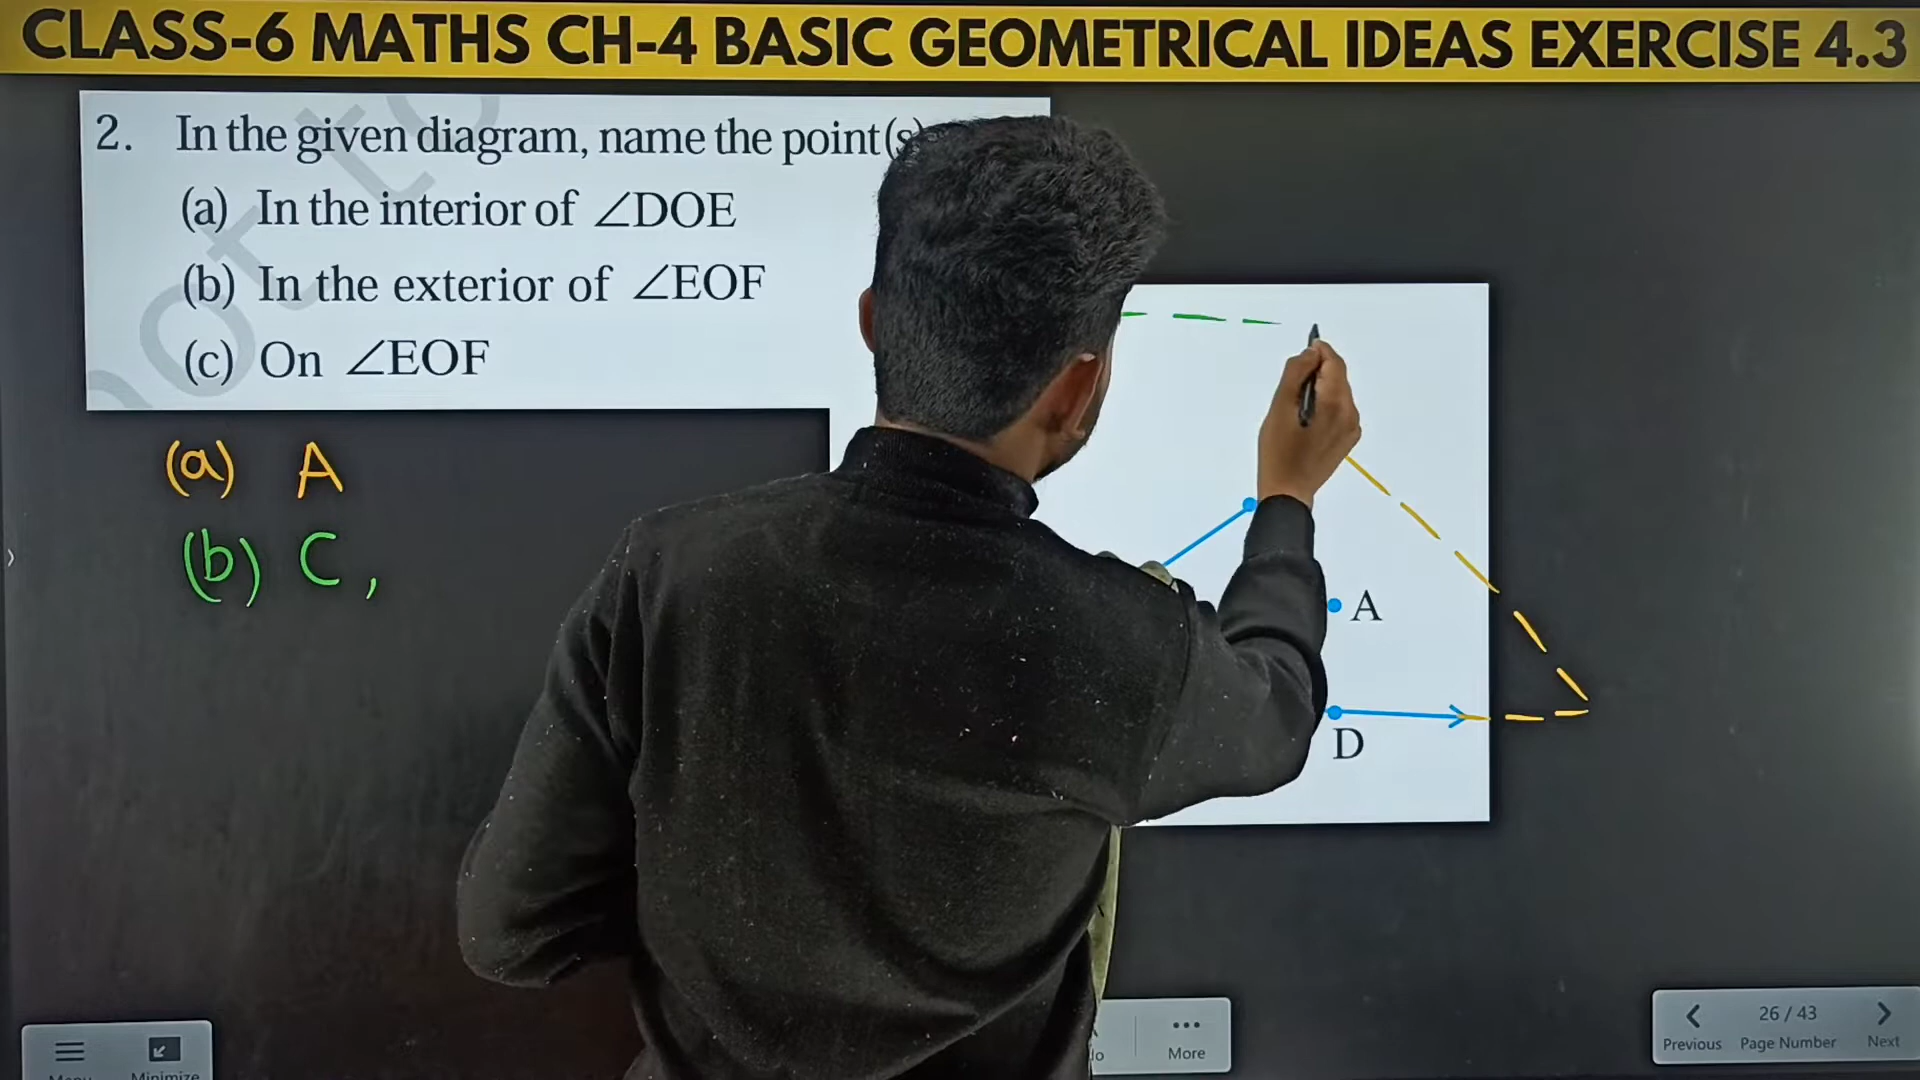 CLASS-6 MATHS CH-4 BASIC GEOMETRICAL IDEAS EXERCISE 4.3
2. In the given diagram, name the point(s)
(a) In the interior of ∠DOE
(b) In the exterior of ∠EOF
(c) On ∠EOF
(a) A
(b) C,
A
D
Minimize
More
26 / 43
Previous Page Number Next